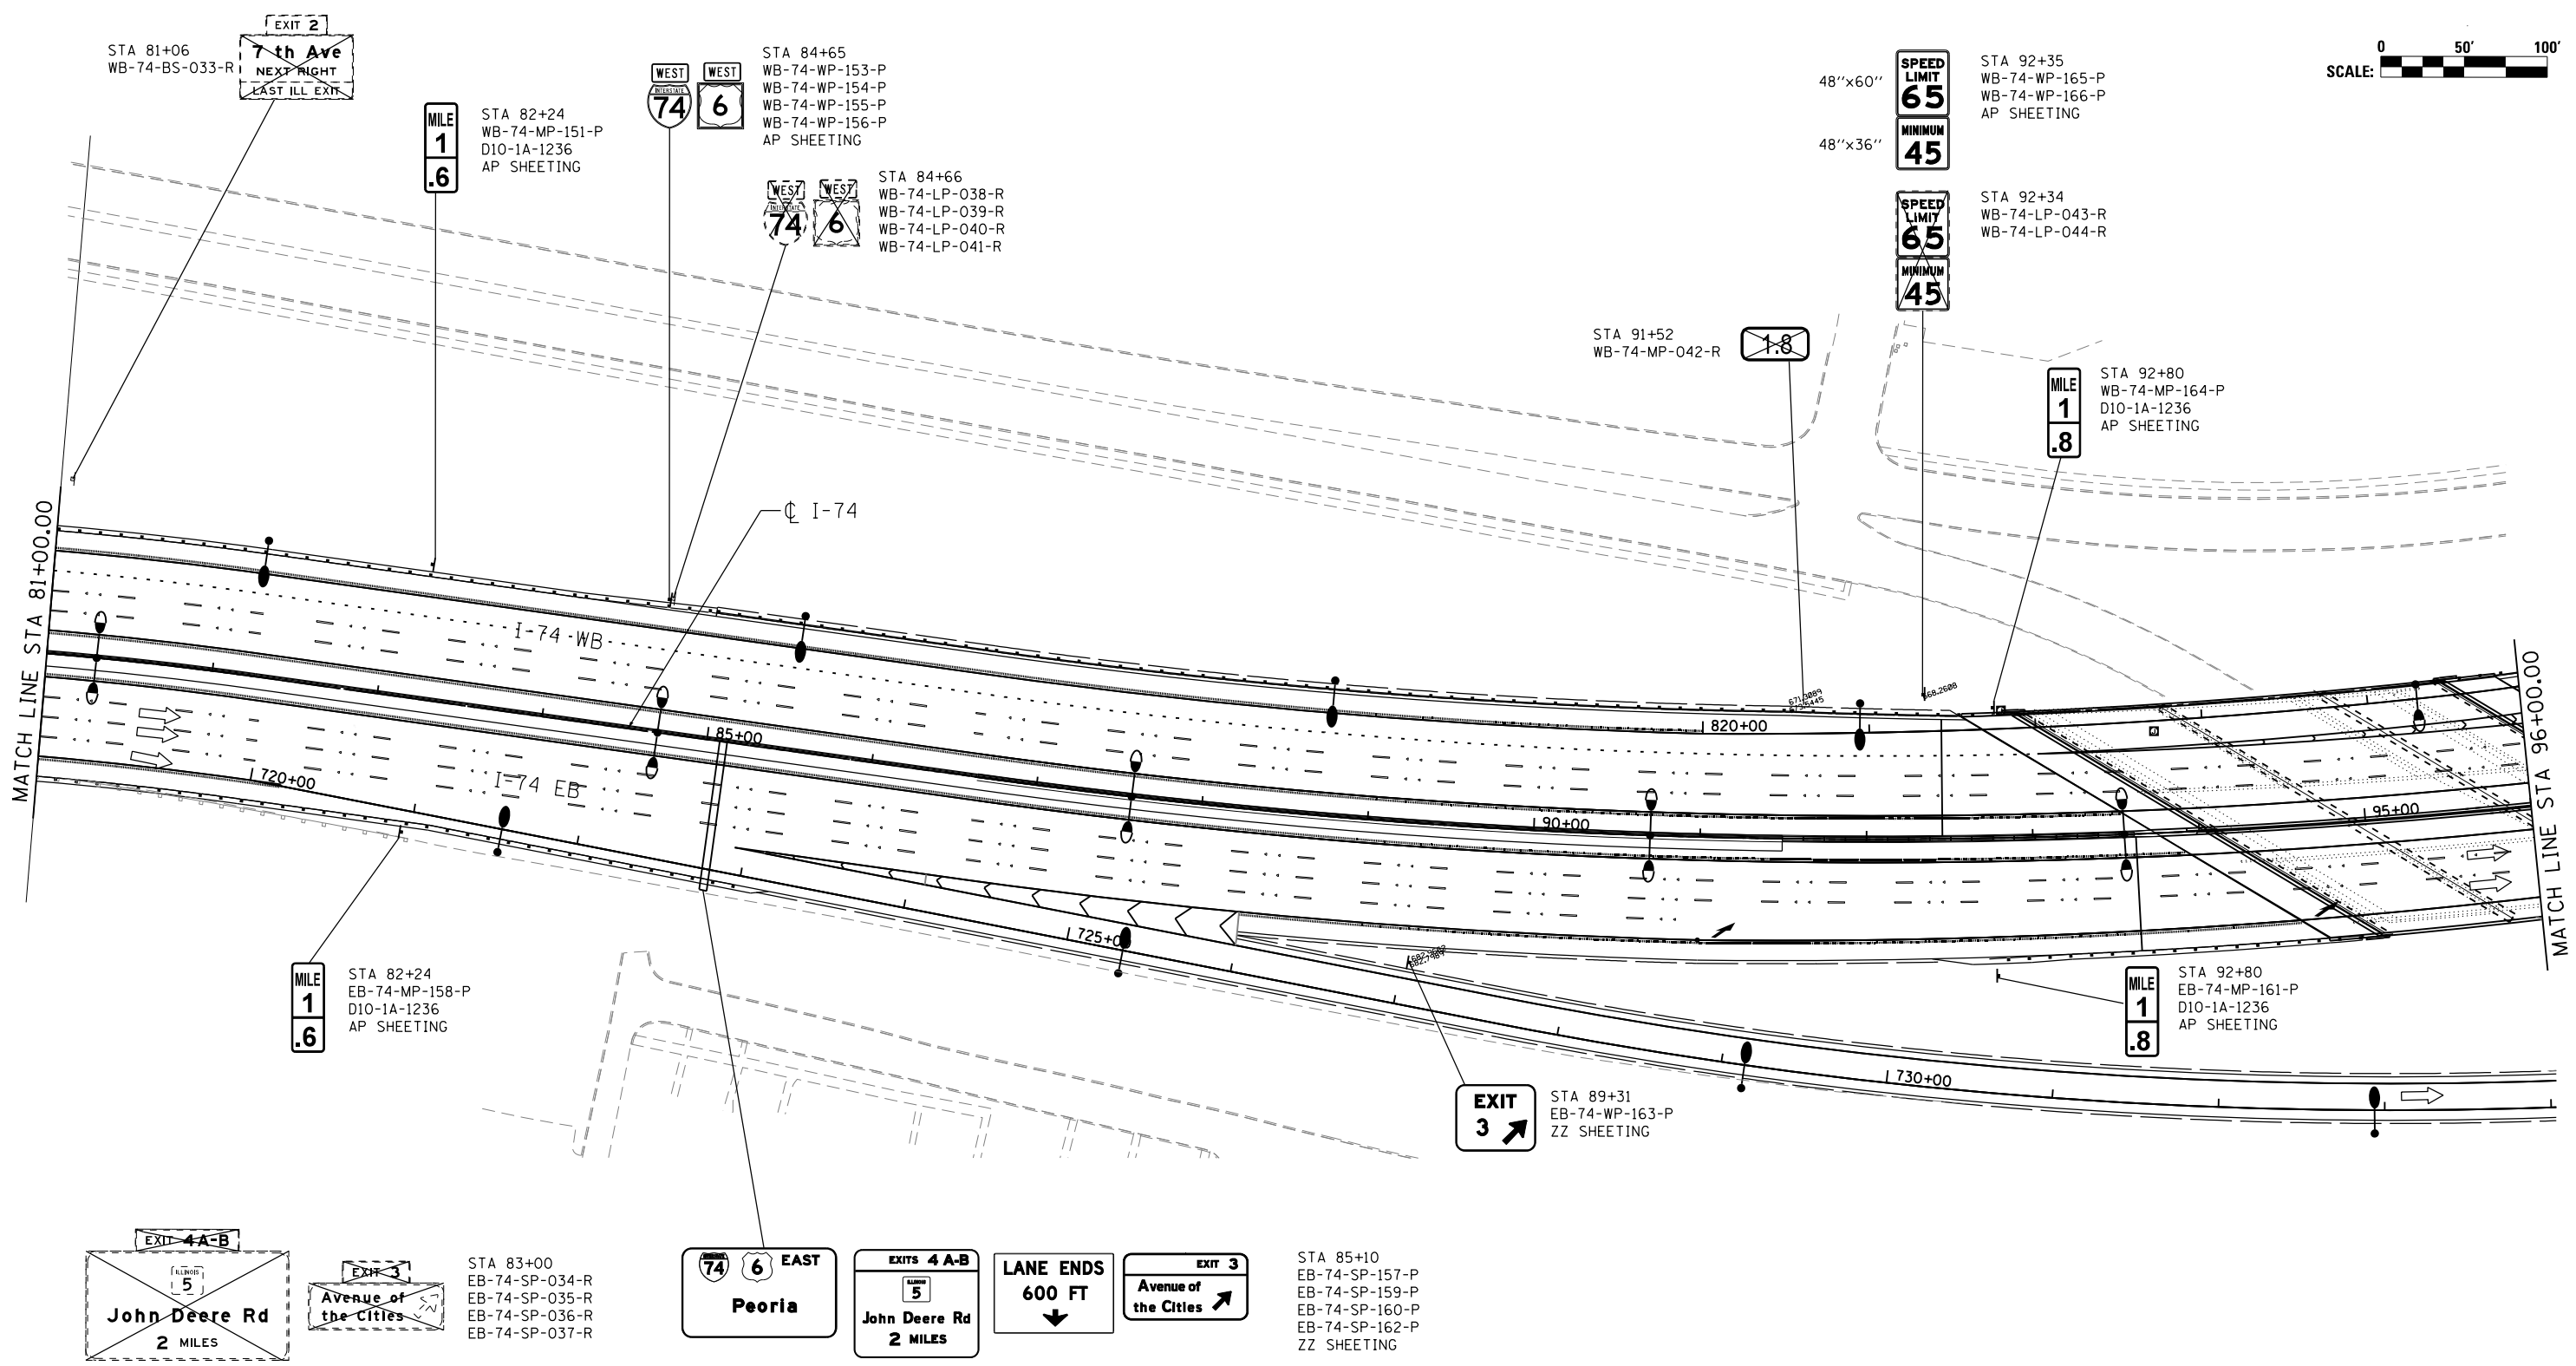 EXIT 2
7 th Ave
NEXT RIGHT
LAST ILL EXIT
STA 81+06
WB-74-BS-033-R
MILE
1
.6
STA 82+24
WB-74-MP-151-P
D10-1A-1236
AP SHEETING
WEST
INTERSTATE
74
WEST
6
STA 84+65
WB-74-WP-153-P
WB-74-WP-154-P
WB-74-WP-155-P
WB-74-WP-156-P
AP SHEETING
WEST
INTERSTATE
74
WEST
6
STA 84+66
WB-74-LP-038-R
WB-74-LP-039-R
WB-74-LP-040-R
WB-74-LP-041-R
48"x60"
SPEED
LIMIT
65
48"x36"
MINIMUM
45
STA 92+35
WB-74-WP-165-P
WB-74-WP-166-P
AP SHEETING
SPEED
LIMIT
65
MINIMUM
45
STA 92+34
WB-74-LP-043-R
WB-74-LP-044-R
SCALE:
0 50' 100'
STA 91+52
WB-74-MP-042-R
1.8
MILE
1
.8
STA 92+80
WB-74-MP-164-P
D10-1A-1236
AP SHEETING
℄ I-74
MATCH LINE STA 81+00.00
I-74 WB
I-74 EB
720+00
85+00
725+00
90+00
820+00
668.2608
95+00
730+00
MATCH LINE STA 96+00.00
MILE
1
.6
STA 82+24
EB-74-MP-158-P
D10-1A-1236
AP SHEETING
MILE
1
.8
STA 92+80
EB-74-MP-161-P
D10-1A-1236
AP SHEETING
EXIT
3
STA 89+31
EB-74-WP-163-P
ZZ SHEETING
EXIT 4A-B
ILLINOIS
5
John Deere Rd
2 MILES
EXIT 3
Avenue of
the Cities
STA 83+00
EB-74-SP-034-R
EB-74-SP-035-R
EB-74-SP-036-R
EB-74-SP-037-R
74 6 EAST
Peoria
EXITS 4 A-B
ILLINOIS
5
John Deere Rd
2 MILES
LANE ENDS
600 FT
EXIT 3
Avenue of
the Cities
STA 85+10
EB-74-SP-157-P
EB-74-SP-159-P
EB-74-SP-160-P
EB-74-SP-162-P
ZZ SHEETING